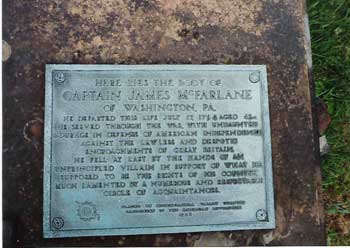 HERE LIES THE BODY OF
CAPTAIN JAMES McFARLANE
OF WASHINGTON, PA.
HE DEPARTED THIS LIFE JULY 17, AGED 43
HE SERVED THROUGH THE WAR, WITH UNDAUNTED
COURAGE IN DEFENSE OF AMERICAN INDEPENDENCE
AGAINST THE LAWLESS AND DESPOTIC
ENCROACHMENTS OF GREAT BRITAIN.
HE FELL AT LAST BY THE HANDS OF AN
UNPRINCIPLED VILLAIN IN SUPPORT OF WHAT HE
SUPPOSED TO BE THE RIGHTS OF HIS COUNTRY,
MUCH LAMENTED BY A NUMEROUS AND RESPECTABLE
CIRCLE OF ACQUAINTANCES.